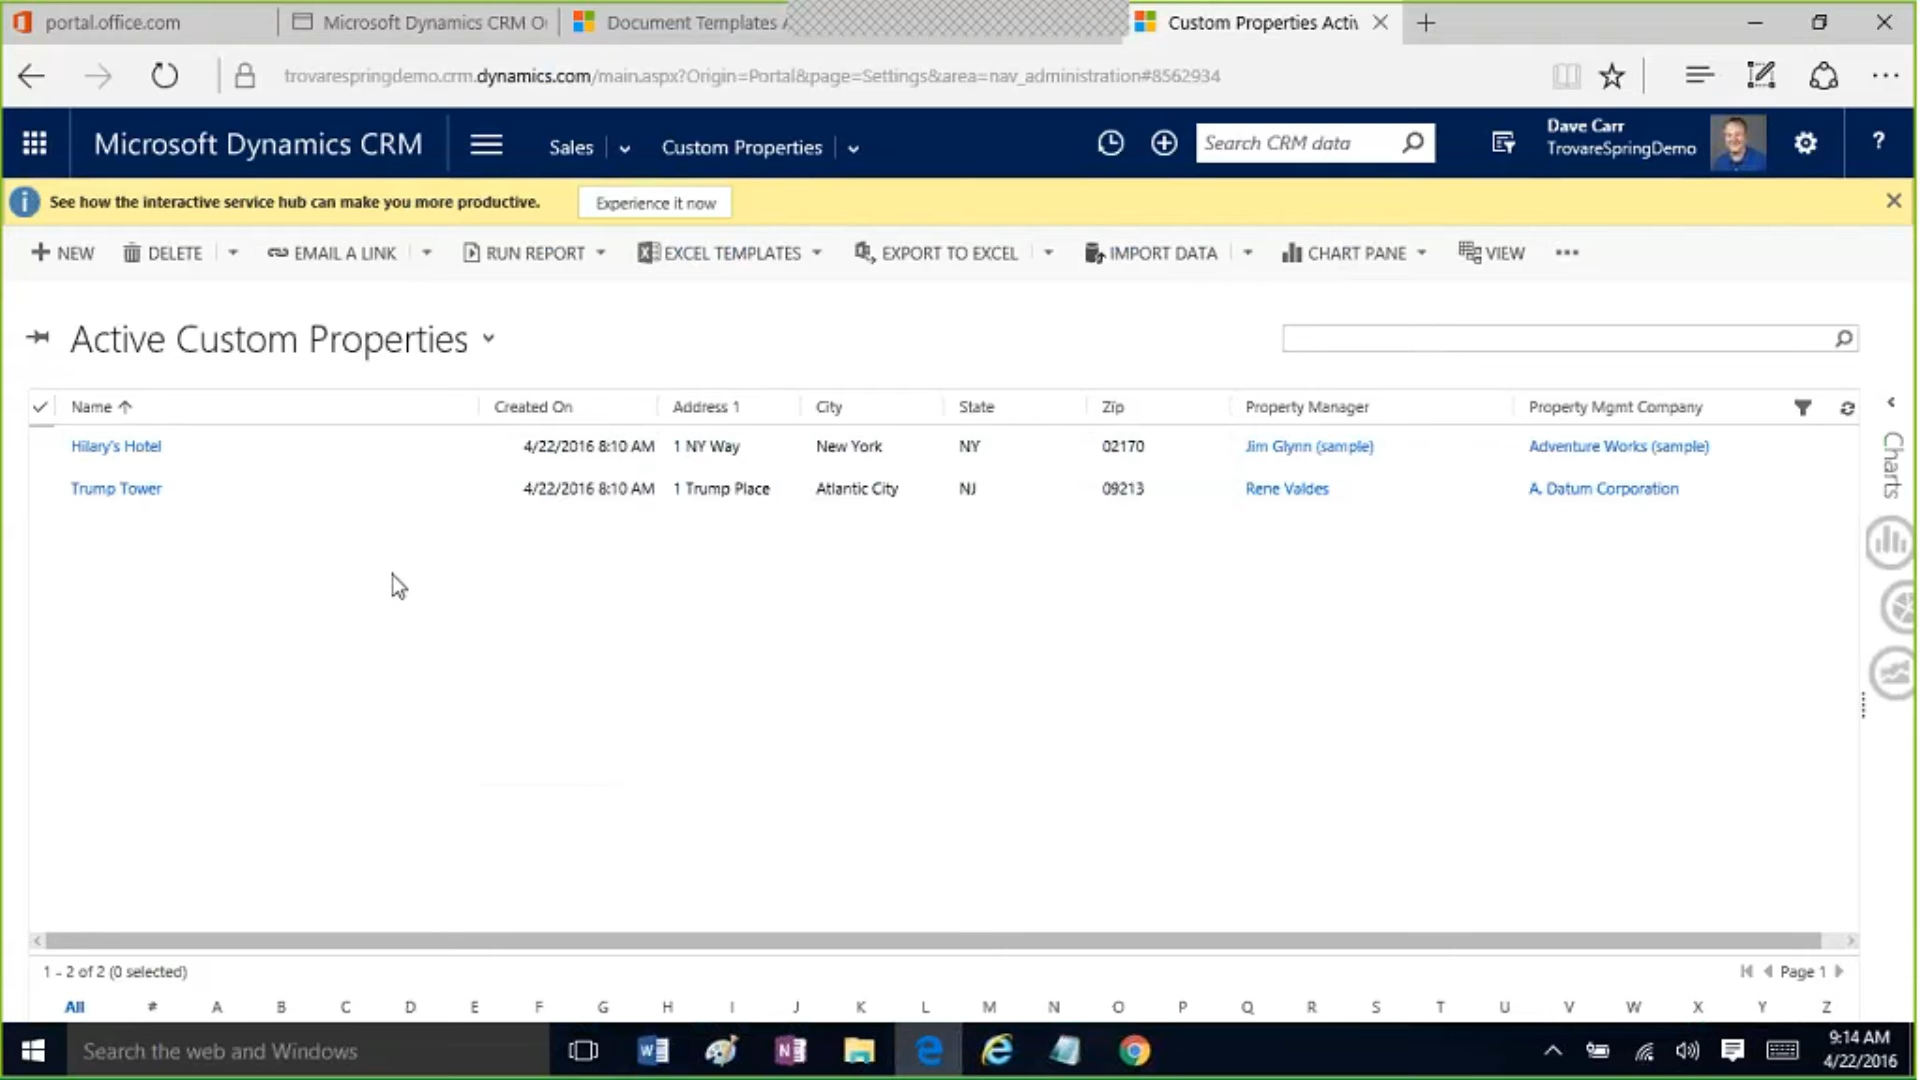 portal.office.com
Microsoft Dynamics CRM O
Document Templates A
Custom Properties Activ
trovarespringdemo.crm.dynamics.com/main.aspx?Origin=Portal&page=Settings&area=nav_administration#8562934
Microsoft Dynamics CRM
Sales
Custom Properties
Search CRM data
Dave Carr
TrovareSpringDemo
?
See how the interactive service hub can make you more productive.
Experience it now
NEW
DELETE
EMAIL A LINK
RUN REPORT
EXCEL TEMPLATES
EXPORT TO EXCEL
IMPORT DATA
CHART PANE
VIEW
Active Custom Properties
Name Created On Address 1 City State Zip Property Manager Property Mgmt Company
Hilary's Hotel 4/22/2016 8:10 AM 1 NY Way New York NY 02170 Jim Glynn (sample) Adventure Works (sample)
Trump Tower 4/22/2016 8:10 AM 1 Trump Place Atlantic City NJ 09213 Rene Valdes A. Datum Corporation
Charts
1 - 2 of 2 (0 selected)
Page 1
All # A B C D E F G H I J K L M N O P Q R S T U V W X Y Z
Search the web and Windows
9:14 AM
4/22/2016